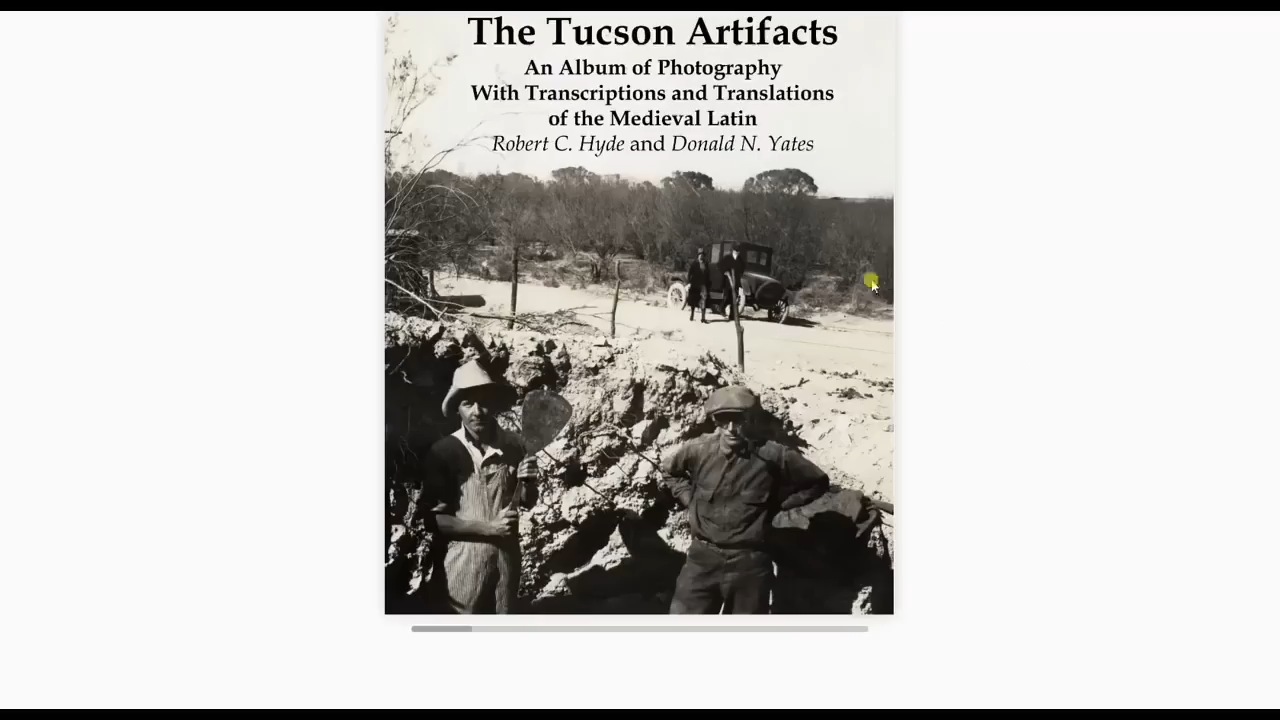 The Tucson Artifacts
An Album of Photography
With Transcriptions and Translations
of the Medieval Latin
Robert C. Hyde and Donald N. Yates